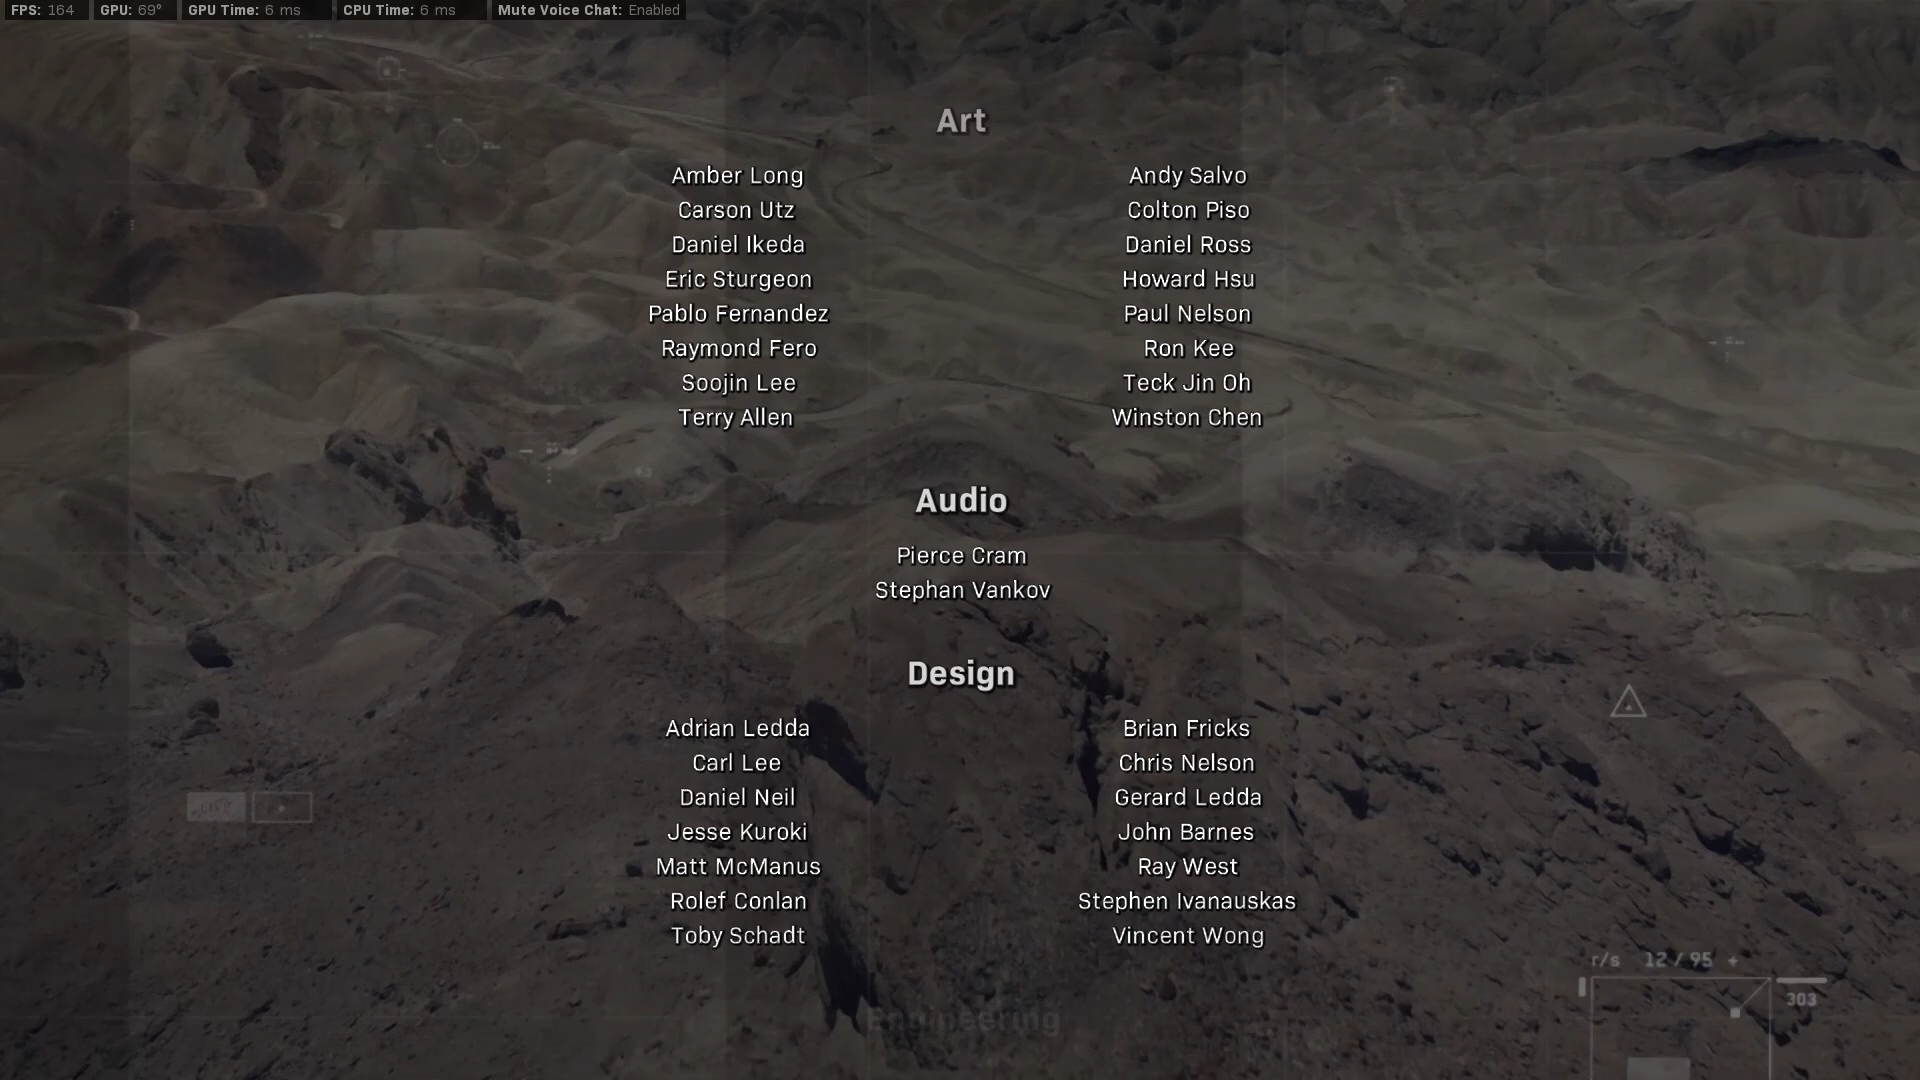 FPS: 164 GPU: 69° GPU Time: 6 ms CPU Time: 6 ms Mute Voice Chat: Enabled
Art
Amber Long Andy Salvo
Carson Utz Colton Piso
Daniel Ikeda Daniel Ross
Eric Sturgeon Howard Hsu
Pablo Fernandez Paul Nelson
Raymond Fero Ron Kee
Soojin Lee Teck Jin Oh
Terry Allen Winston Chen
Audio
Pierce Cram
Stephan Vankov
Design
Adrian Ledda Brian Fricks
Carl Lee Chris Nelson
Daniel Neil Gerard Ledda
LIVE
Jesse Kuroki John Barnes
Matt McManus Ray West
Rolef Conlan Stephen Ivanauskas
Toby Schadt Vincent Wong
r/s 12 / 95 +
303
Engineering